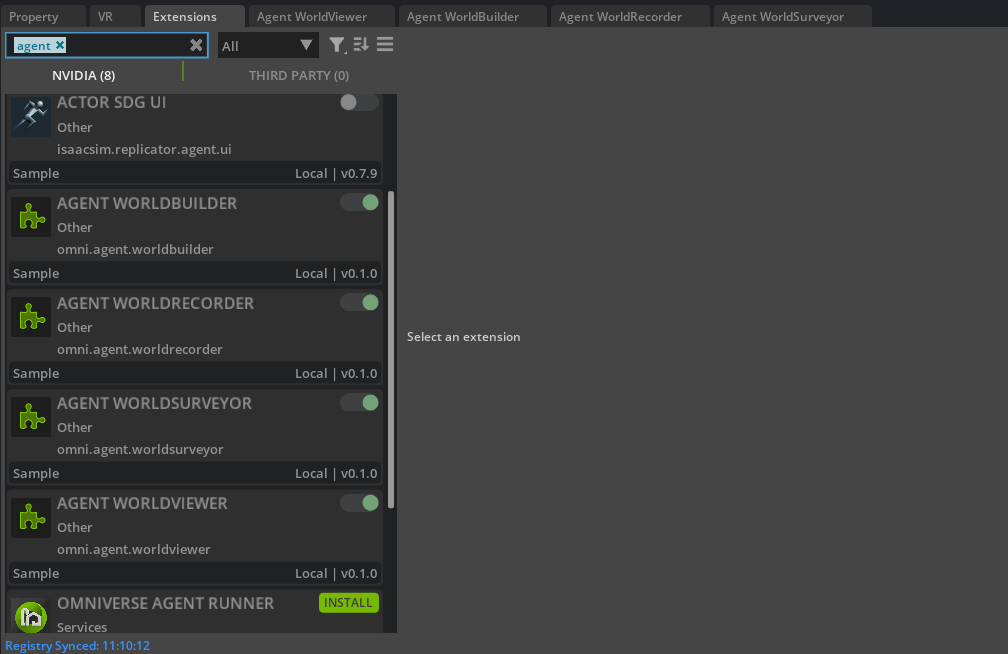 Property VR Extensions Agent WorldViewer Agent WorldBuilder Agent WorldRecorder Agent WorldSurveyor
agent All
NVIDIA (8) THIRD PARTY (0)
ACTOR SDG UI
Other
isaacsim.replicator.agent.ui
Sample Local | v0.7.9
AGENT WORLDBUILDER
Other
omni.agent.worldbuilder
Sample Local | v0.1.0
AGENT WORLDRECORDER
Other
omni.agent.worldrecorder
Sample Local | v0.1.0
AGENT WORLDSURVEYOR
Other
omni.agent.worldsurveyor
Sample Local | v0.1.0
AGENT WORLDVIEWER
Other
omni.agent.worldviewer
Sample Local | v0.1.0
OMNIVERSE AGENT RUNNER INSTALL
Services
Select an extension
Registry Synced: 11:10:12